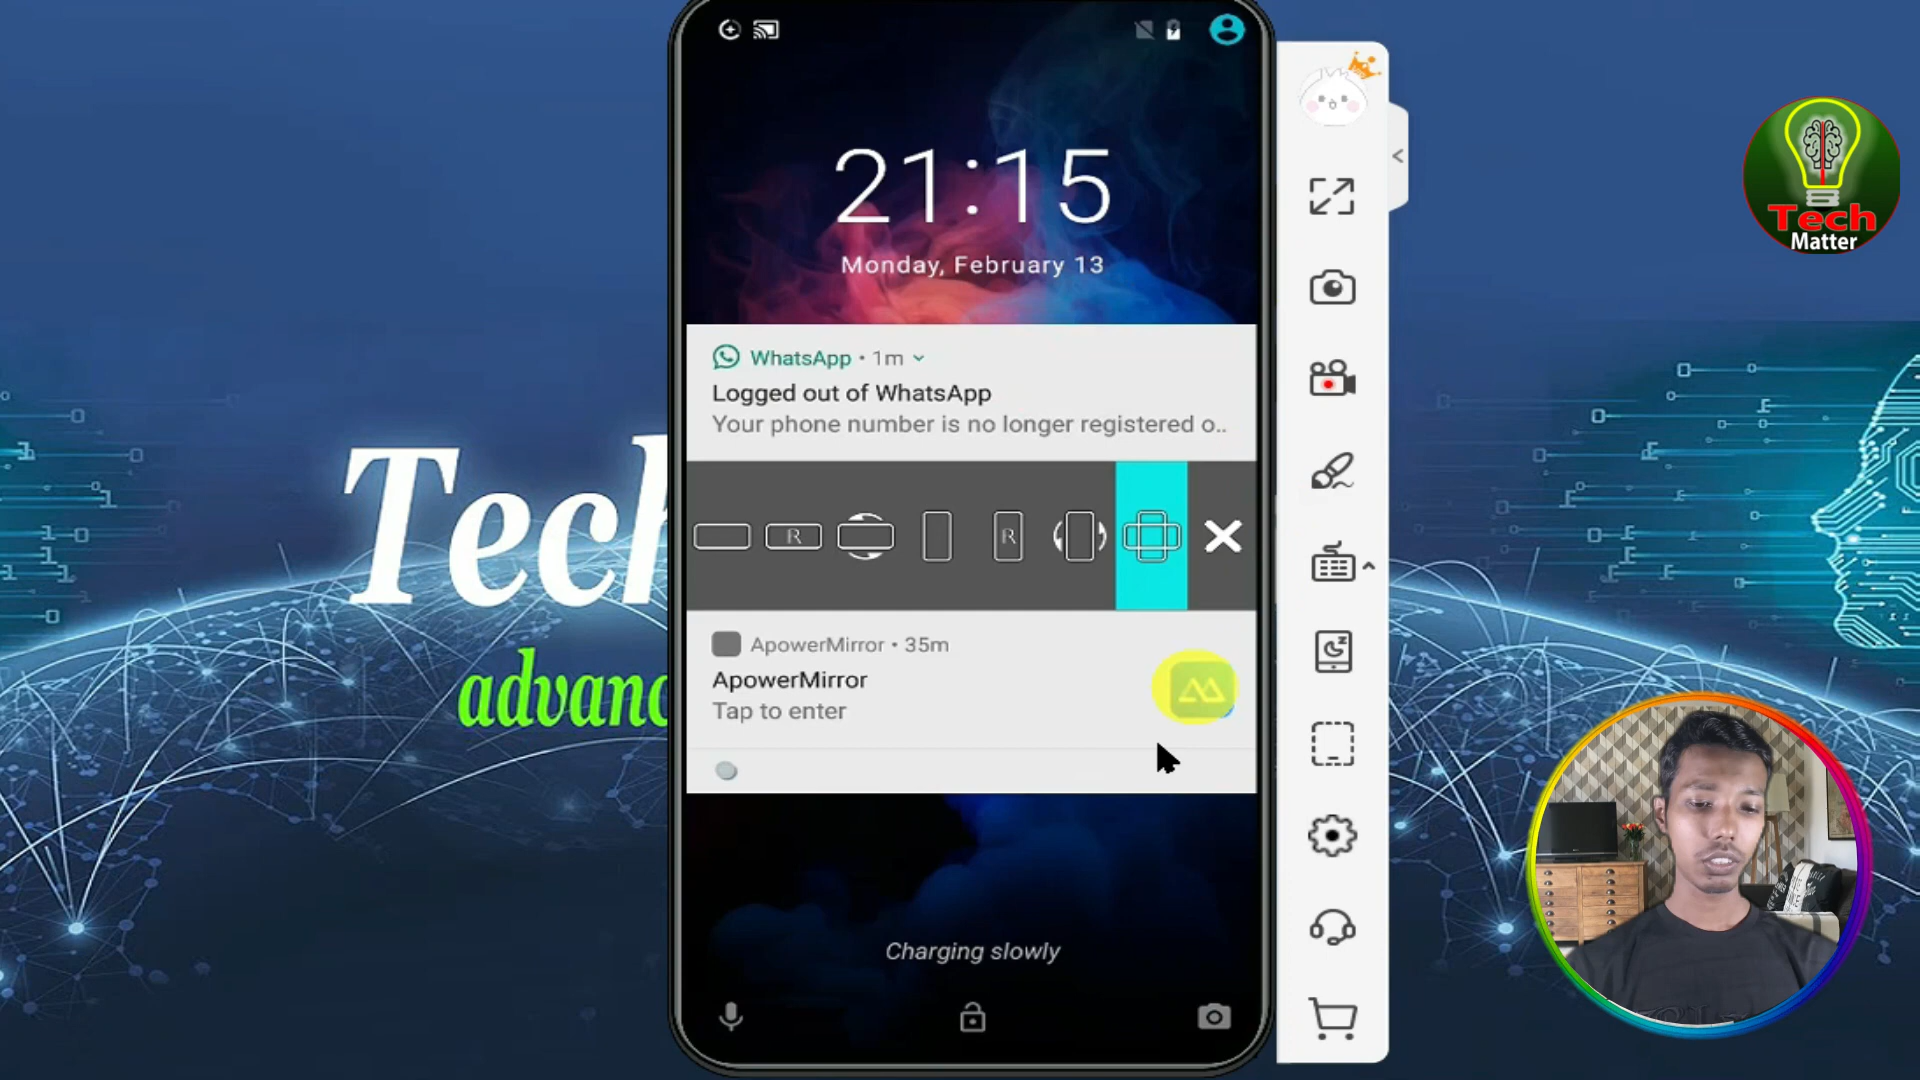 21:15
Monday, February 13
WhatsApp • 1m
Logged out of WhatsApp
Your phone number is no longer registered o..
R
R
ApowerMirror • 35m
ApowerMirror
Tap to enter
Charging slowly
Tech
advanc
Tech
Matter